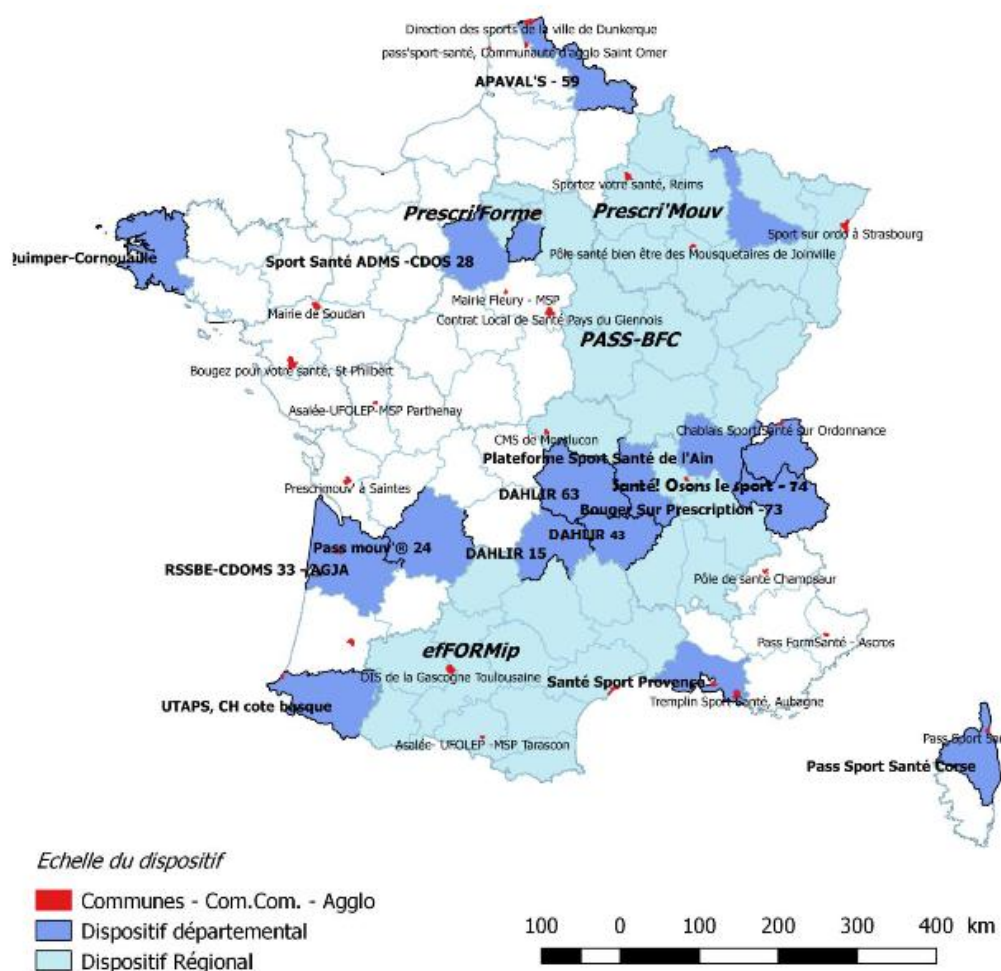 Direction des sports de la ville de Dunkerque
pass'sport-santé, Communauté d'agglo Saint Omer
APAVAL'S - 59
Sportez votre santé, Reims
Prescri'Forme
Prescri'Mouv
Sport sur ordo à Strasbourg
Quimper-Cornouaille
Sport Santé ADMS -CDOS 28
Pôle santé bien être des Mousquetaires de Joinville
Mairie Fleury - MSP
Mairie de Soudan
Contrat Local de Santé Pays du Giennois
PASS-BFC
Bougez pour votre santé, St Philbert
Asalée-UFOLEP-MSP Parthenay
Chablais Sport Santé sur Ordonnance
CMS de Montlucon
Plateforme Sport Santé de l'Ain
Prescrimouv' à Saintes
Santé! Osons le sport - 74
DAHLIR 63
Bouger Sur Prescription -73
DAHLIR 43
Pass mouv'® 24
DAHLIR 15
RSSBE-CDOMS 33 - AGJA
Pôle de santé Champsaur
Pass FormSanté - Ascros
efFORMip
DIS de la Gascogne Toulousaine
Santé Sport Provence
Tremplin Sport Santé, Aubagne
UTAPS, CH cote basque
Asalée- UFOLEP -MSP Tarascon
Pass Sport
Pass Sport Santé Corse
Echelle du dispositif
Communes - Com.Com. - Agglo
Dispositif départemental
Dispositif Régional
100 0 100 200 300 400 km